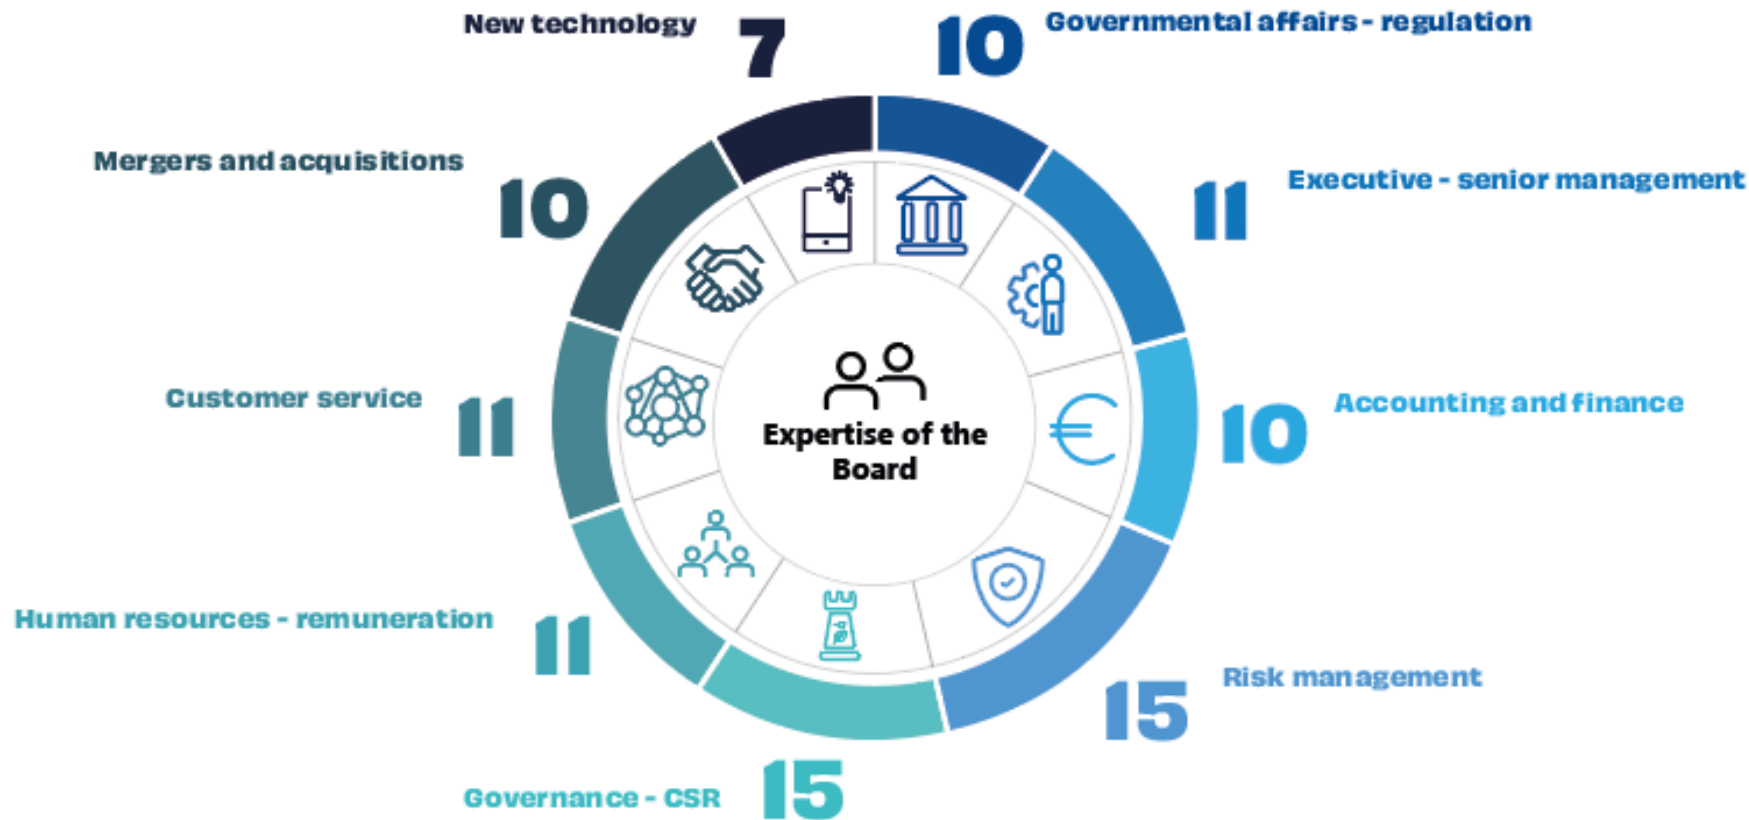 New technology
7
10
Governmental affairs - regulation
Mergers and acquisitions
10
Executive - senior management
11
Customer service
11
Expertise of the
Board
Accounting and finance
10
Human resources - remuneration
11
Risk management
15
Governance - CSR
15